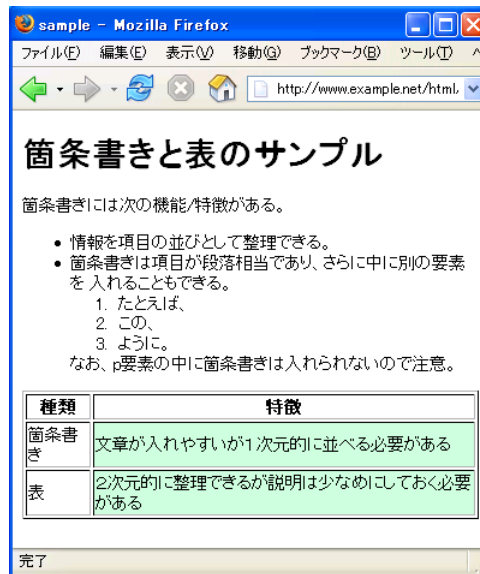 sample - Mozilla Firefox
ファイル(F) 編集(E) 表示(V) 移動(G) ブックマーク(B) ツール(T)
http://www.example.net/html,
箇条書きと表のサンプル
箇条書きには次の機能/特徴がある。
• 情報を項目の並びとして整理できる。
• 箇条書きは項目が段落相当であり、さらに中に別の要素
を 入れることもできる。
1. たとえば、
2. この、
3. ように。
なお、p要素の中に箇条書きは入れられないので注意。
種類 特徴
箇条書
き
文章が入れやすいが1次元的に並べる必要がある
表
2次元的に整理できるが説明は少なめにしておく必要
がある
完了